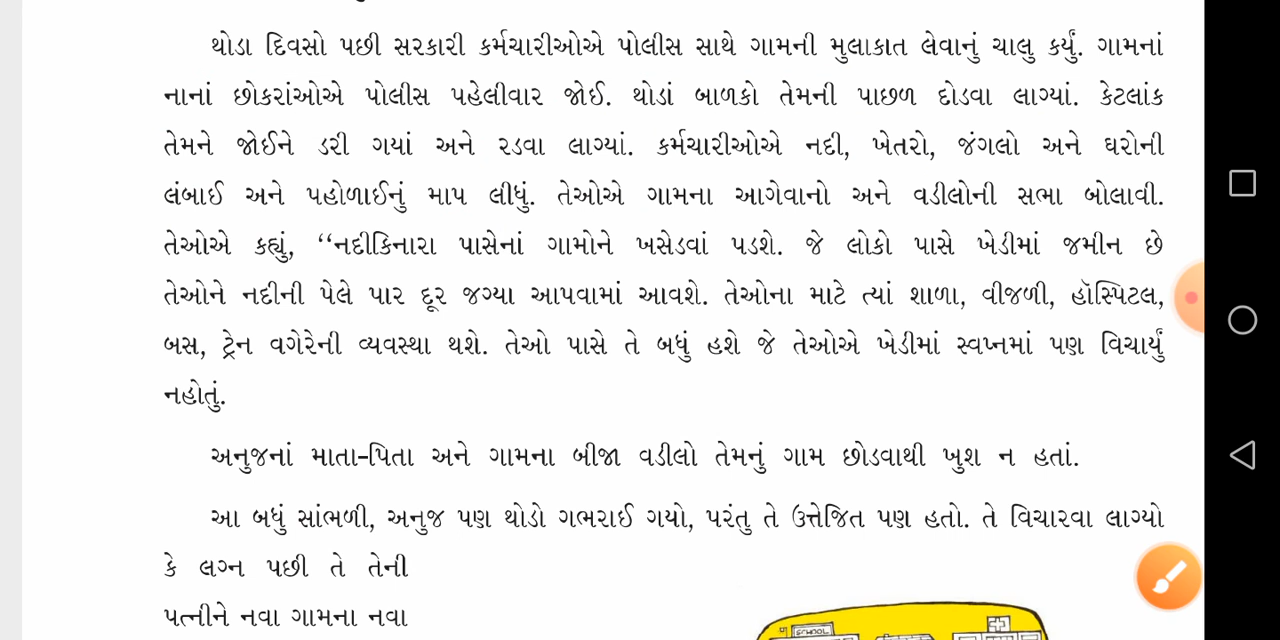 થોડા દિવસો પછી સરકારી કર્મચારીઓએ પોલીસ સાથે ગામની મુલાકાત લેવાનું ચાલુ કર્યું. ગામનાં
નાનાં છોકરાંઓએ પોલીસ પહેલીવાર જોઈ. થોડાં બાળકો તેમની પાછળ દોડવા લાગ્યાં. કેટલાંક
તેમને જોઈને ડરી ગયાં અને રડવા લાગ્યાં. કર્મચારીઓએ નદી, ખેતરો, જંગલો અને ઘરોની
લંબાઈ અને પહોળાઈનું માપ લીધું. તેઓએ ગામના આગેવાનો અને વડીલોની સભા બોલાવી.
તેઓએ કહ્યું, ‘‘નદીકિનારા પાસેનાં ગામોને ખસેડવાં પડશે. જે લોકો પાસે ખેડીમાં જમીન છે
તેઓને નદીની પેલે પાર દૂર જગ્યા આપવામાં આવશે. તેઓના માટે ત્યાં શાળા, વીજળી, હૉસ્પિટલ,
બસ, ટ્રેન વગેરેની વ્યવસ્થા થશે. તેઓ પાસે તે બધું હશે જે તેઓએ ખેડીમાં સ્વપ્નમાં પણ વિચાર્યું
નહોતું.
અનુજનાં માતા-પિતા અને ગામના બીજા વડીલો તેમનું ગામ છોડવાથી ખુશ ન હતાં.
આ બધું સાંભળી, અનુજ પણ થોડો ગભરાઈ ગયો, પરંતુ તે ઉત્તેજિત પણ હતો. તે વિચારવા લાગ્યો
કે લગ્ન પછી તે તેની
પત્નીને નવા ગામના નવા
SCHOOL